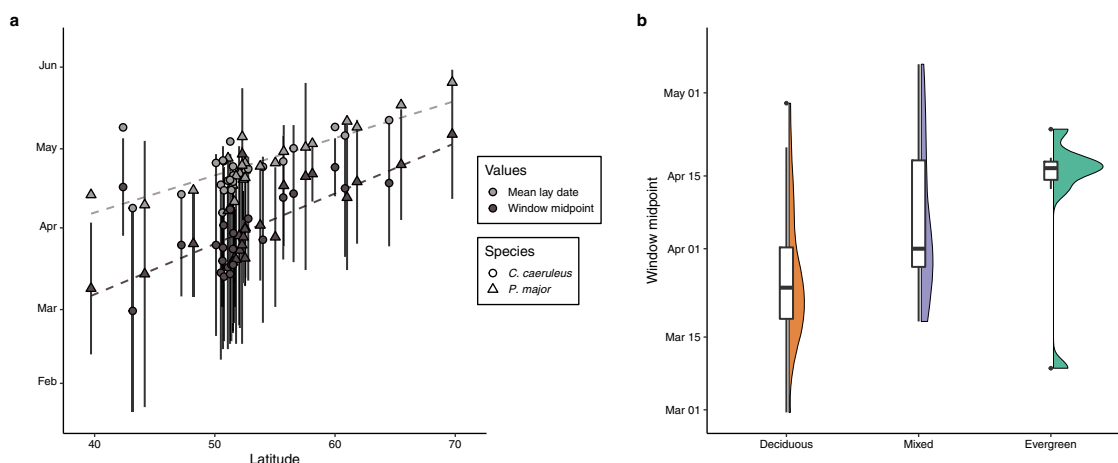 a
Jun
May
Apr
Mar
Feb
40
50
60
70
Latitude
Values
Mean lay date
Window midpoint
Species
C. caeruleus
P. major
b
Window midpoint
May 01
Apr 15
Apr 01
Mar 15
Mar 01
Deciduous
Mixed
Evergreen